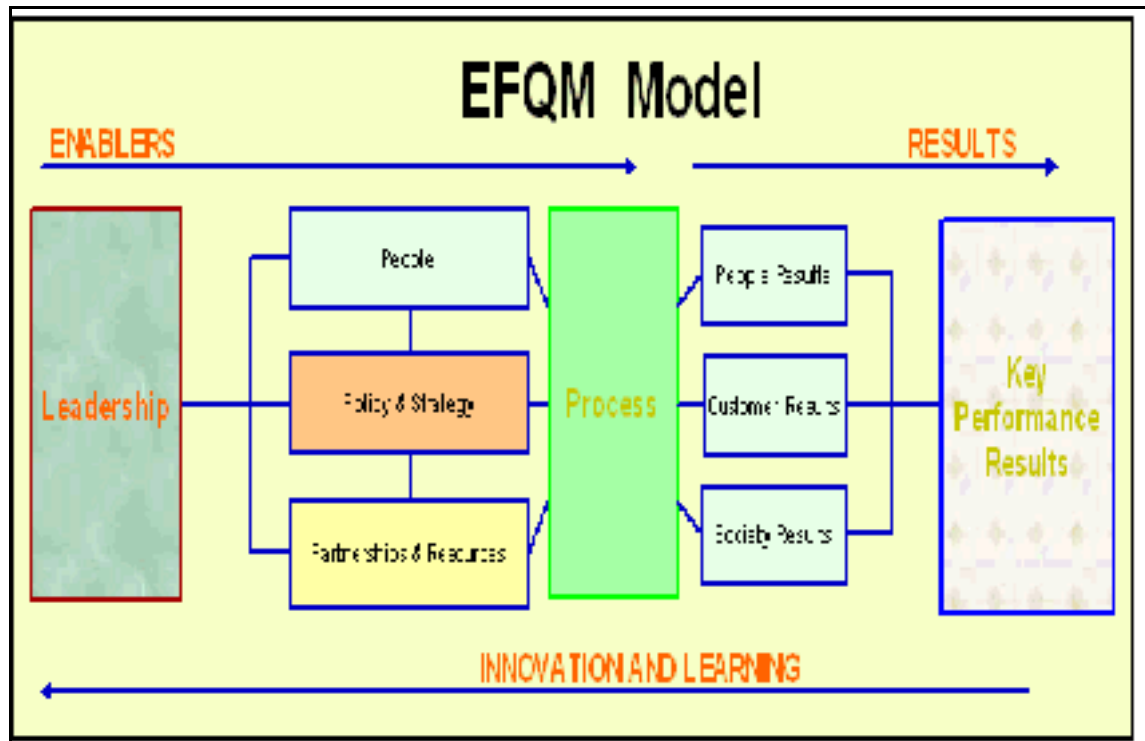 EFQM Model
ENABLERS
RESULTS
Leadership
People
Policy & Strategy
Partnerships & Resources
Process
People Results
Customer Results
Society Results
Key
Performance
Results
INNOVATION AND LEARNING